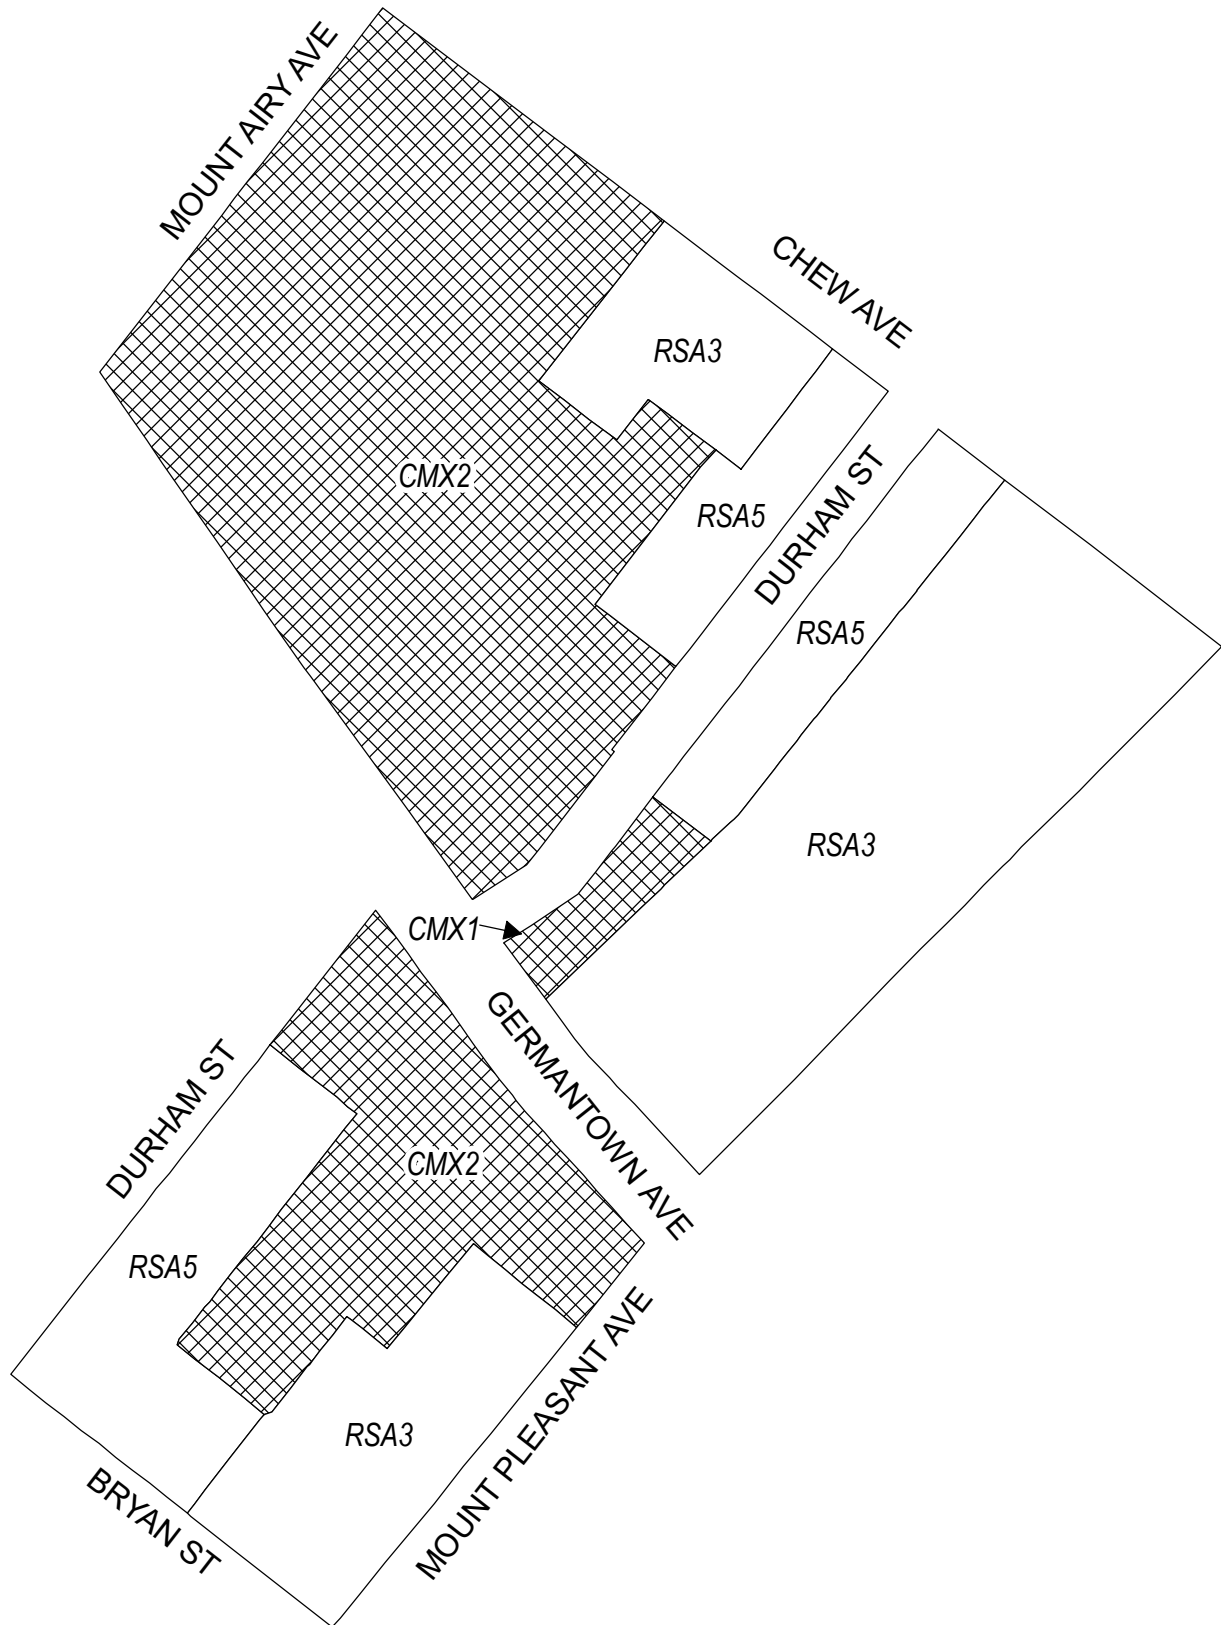 MOUNT AIRY AVE
CHEW AVE
RSA3
CMX2
RSA5
DURHAM ST
RSA5
RSA3
CMX1
GERMANTOWN AVE
DURHAM ST
CMX2
RSA5
MOUNT PLEASANT AVE
RSA3
BRYAN ST